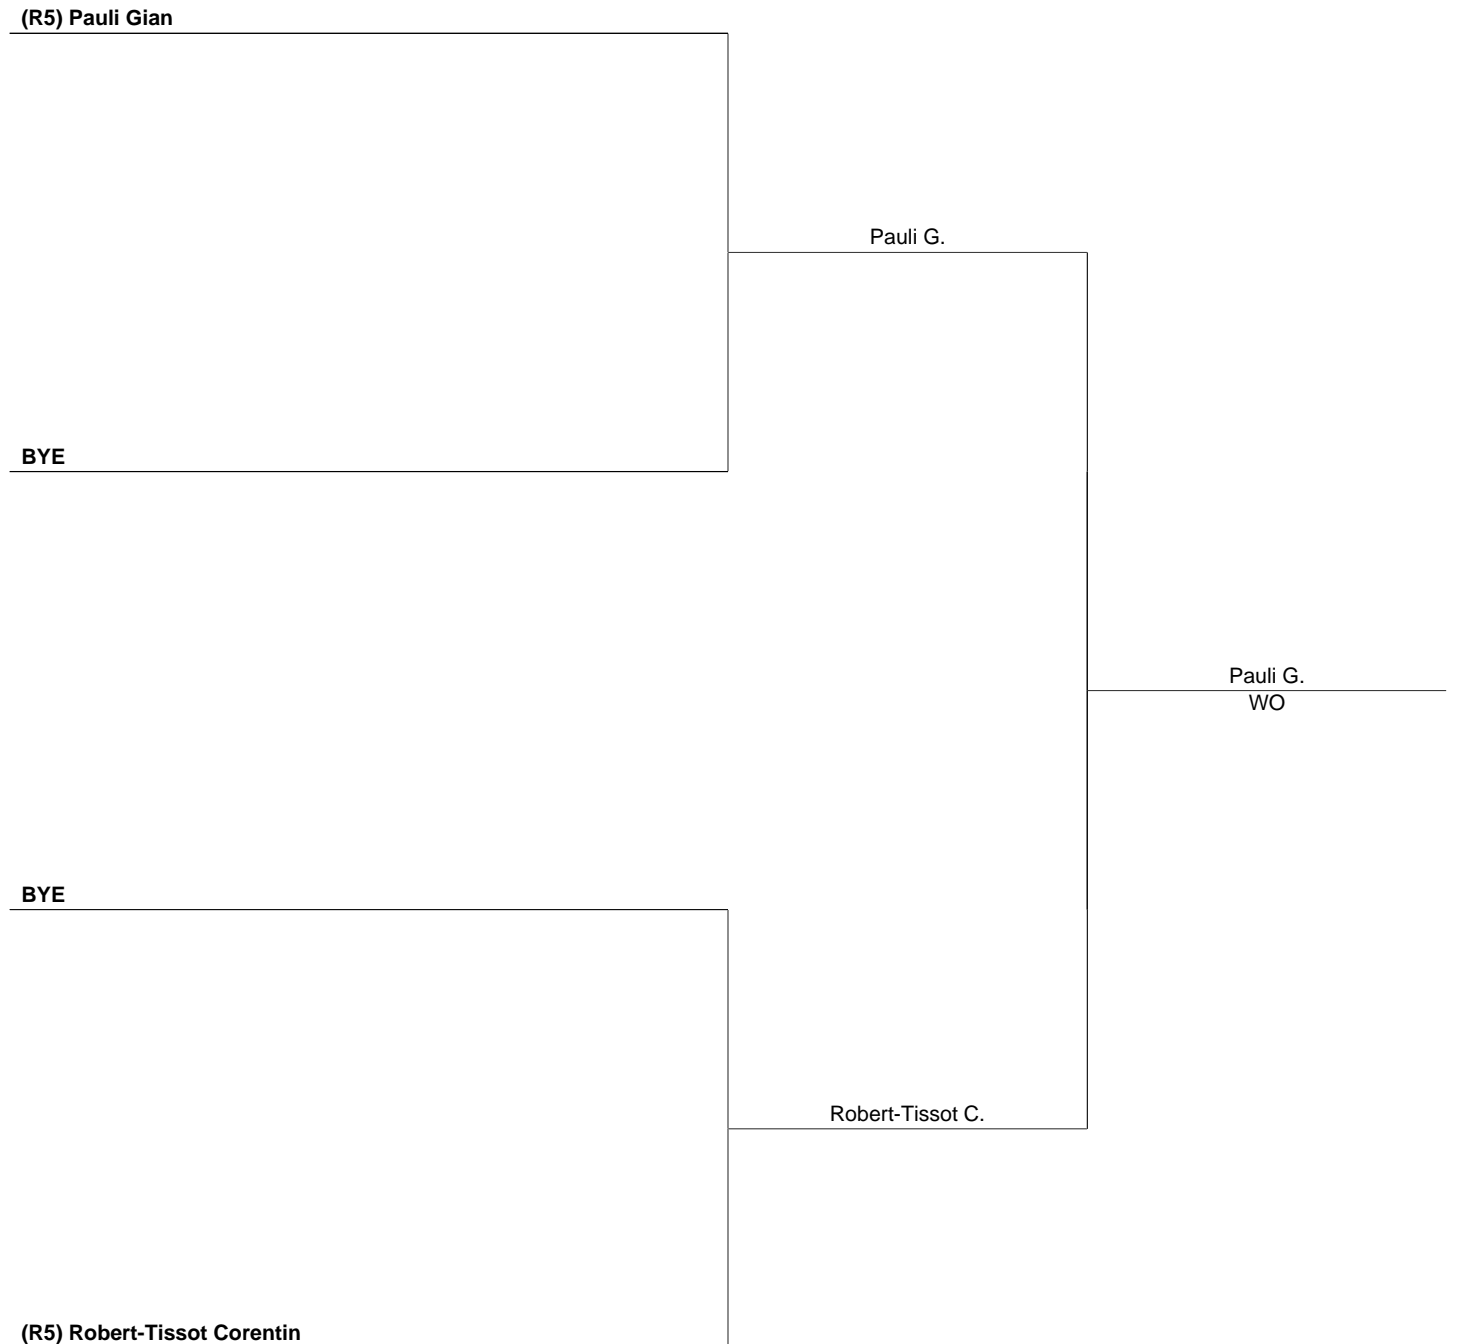 (R5) Pauli Gian
Pauli G.
BYE
Pauli G.
WO
BYE
Robert-Tissot C.
(R5) Robert-Tissot Corentin